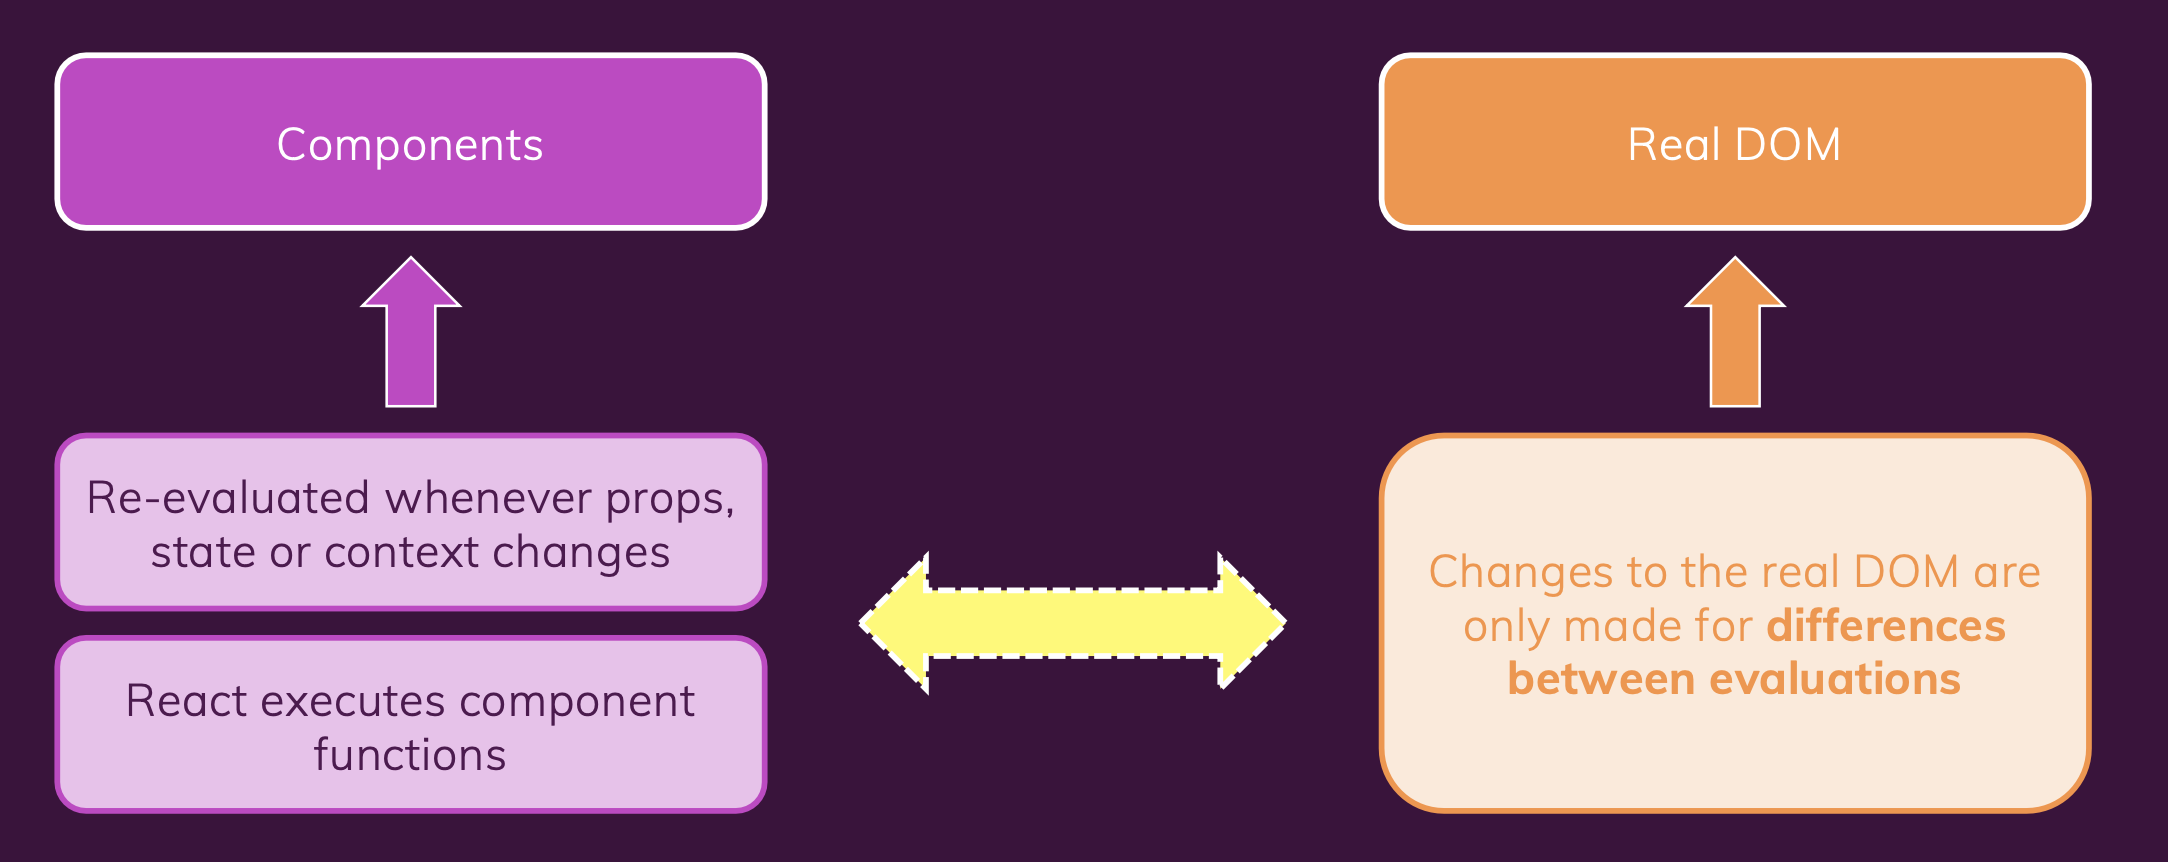 Components
Re-evaluated whenever props,
state or context changes
React executes component
functions
Real DOM
Changes to the real DOM are
only made for differences
between evaluations